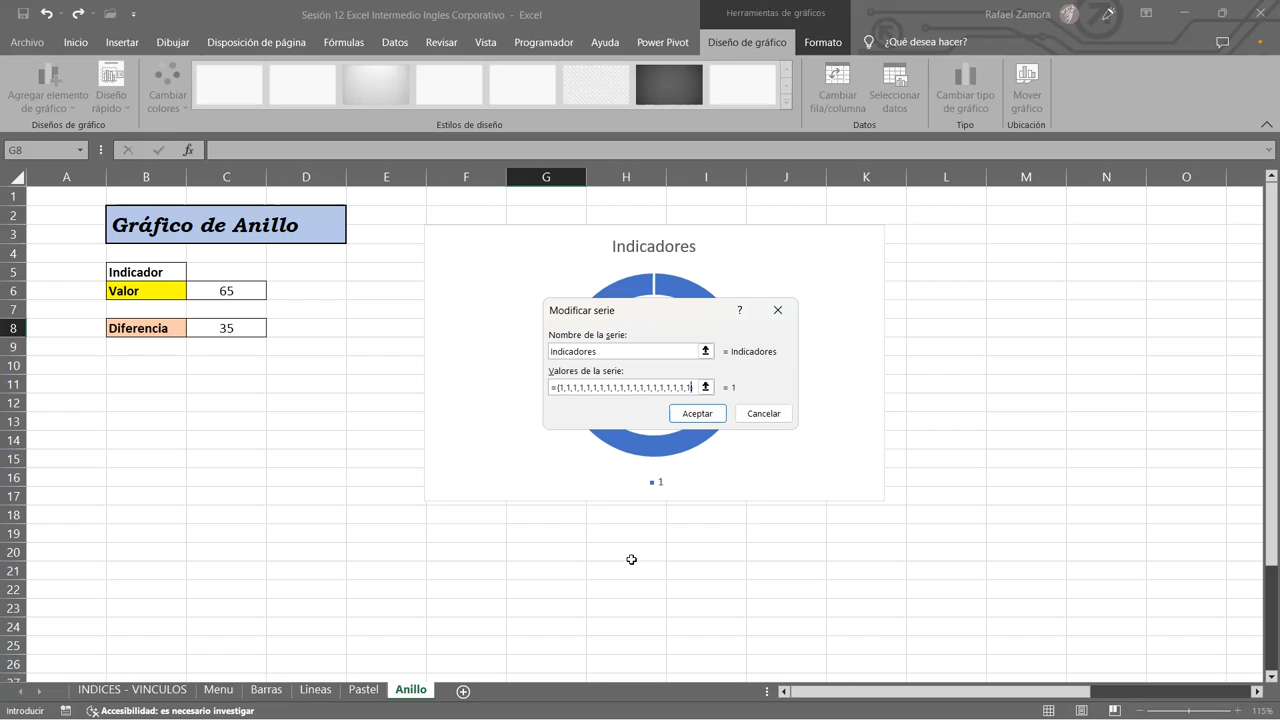 Sesión 12 Excel Intermedio Ingles Corporativo - Excel
Herramientas de gráficos
Rafael Zamora
Archivo Inicio Insertar Dibujar Disposición de página Fórmulas Datos Revisar Vista Programador Ayuda Power Pivot Diseño de gráfico Formato ¿Qué desea hacer?
Agregar elemento de gráfico
Diseño rápido
Cambiar colores
Cambiar fila/columna
Seleccionar datos
Cambiar tipo de gráfico
Mover gráfico
Diseños de gráfico
Estilos de diseño
Datos
Tipo
Ubicación
G8
fx
A B C D E F G H I J K L M N O
1
2
3
4
5
6
7
8
9
10
11
12
13
14
15
16
17
18
19
20
21
22
23
24
25
26
27
Gráfico de Anillo
Indicador
Valor 65
Diferencia 35
Indicadores
Modificar serie ?
Nombre de la serie:
Indicadores = Indicadores
Valores de la serie:
={1,1,1,1,1,1,1,1,1,1,1,1,1,1,1,1,1,1,1,1} = 1
Aceptar Cancelar
1
INDICES - VINCULOS Menu Barras Lineas Pastel Anillo
Introducir
Accesibilidad: es necesario investigar
115%